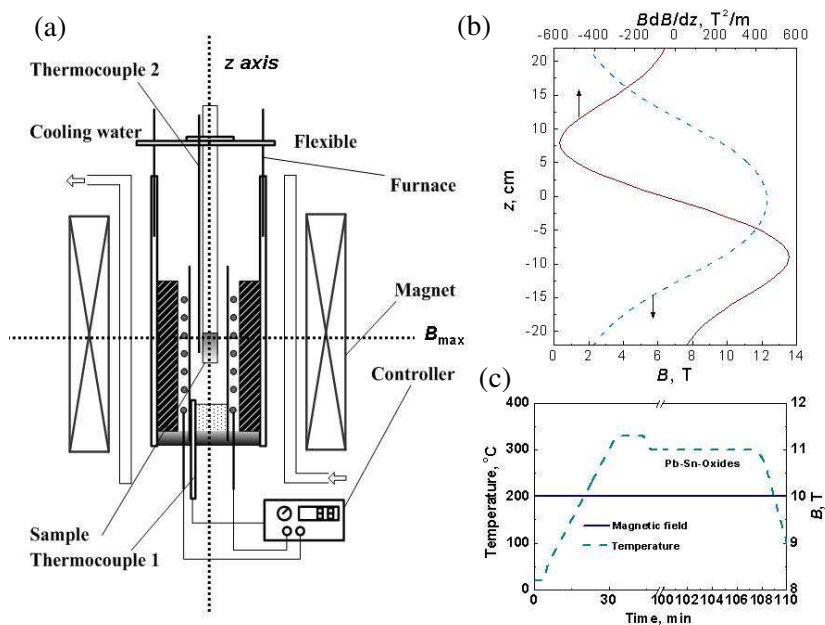 (a)
z axis
Thermocouple 2
Cooling water
Flexible
Furnace
Magnet
Bmax
Controller
Sample
Thermocouple 1
(b)
BdB/dz, T²/m
-600 -400 -200 0 200 400 600
20
15
10
5
0
-5
-10
-15
-20
z, cm
0 2 4 6 8 10 12 14
B, T
(c)
400
300
200
100
0
Temperature, °C
12
11
10
9
8
B, T
Pb-Sn-Oxides
Magnetic field
Temperature
0 30 100 102 104 106 108 110
Time, min